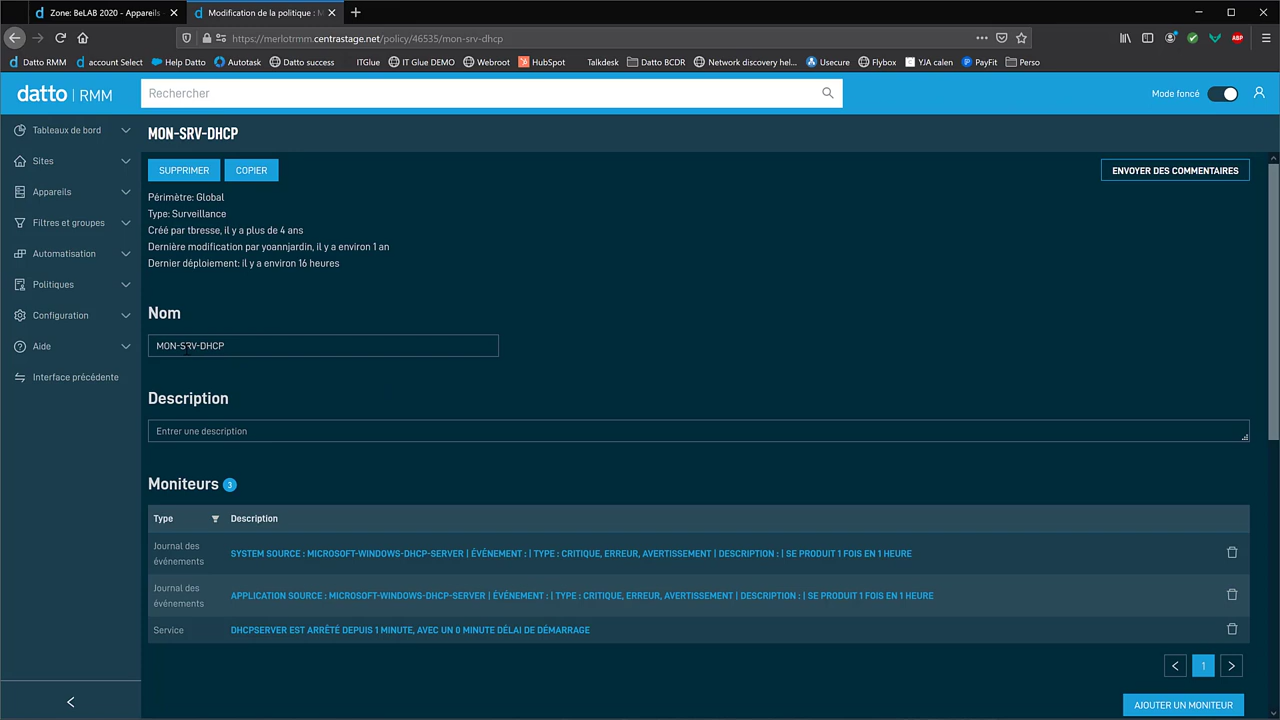 Zone: BeLAB 2020 - Appareils
Modification de la politique : M
https://merlotrmm.centrastage.net/policy/46535/mon-srv-dhcp
Datto RMM account Select Help Datto Autotask Datto success ITGlue IT Glue DEMO Webroot HubSpot Talkdesk Datto BCDR Network discovery hel... Usecure Flybox YJA calen PayFit Perso
datto | RMM
Rechercher
Mode foncé
Tableaux de bord
Sites
Appareils
Filtres et groupes
Automatisation
Politiques
Configuration
Aide
Interface précédente
MON-SRV-DHCP
SUPPRIMER COPIER
ENVOYER DES COMMENTAIRES
Périmètre: Global
Type: Surveillance
Créé par tbresse, il y a plus de 4 ans
Dernière modification par yoannjardin, il y a environ 1 an
Dernier déploiement: il y a environ 16 heures
Nom
MON-SRV-DHCP
Description
Entrer une description
Moniteurs 3
Type Description
Journal des
événements
SYSTEM SOURCE : MICROSOFT-WINDOWS-DHCP-SERVER | ÉVÉNEMENT : | TYPE : CRITIQUE, ERREUR, AVERTISSEMENT | DESCRIPTION : | SE PRODUIT 1 FOIS EN 1 HEURE
Journal des
événements
APPLICATION SOURCE : MICROSOFT-WINDOWS-DHCP-SERVER | ÉVÉNEMENT : | TYPE : CRITIQUE, ERREUR, AVERTISSEMENT | DESCRIPTION : | SE PRODUIT 1 FOIS EN 1 HEURE
Service DHCPSERVER EST ARRÊTÉ DEPUIS 1 MINUTE, AVEC UN 0 MINUTE DÉLAI DE DÉMARRAGE
1
AJOUTER UN MONITEUR